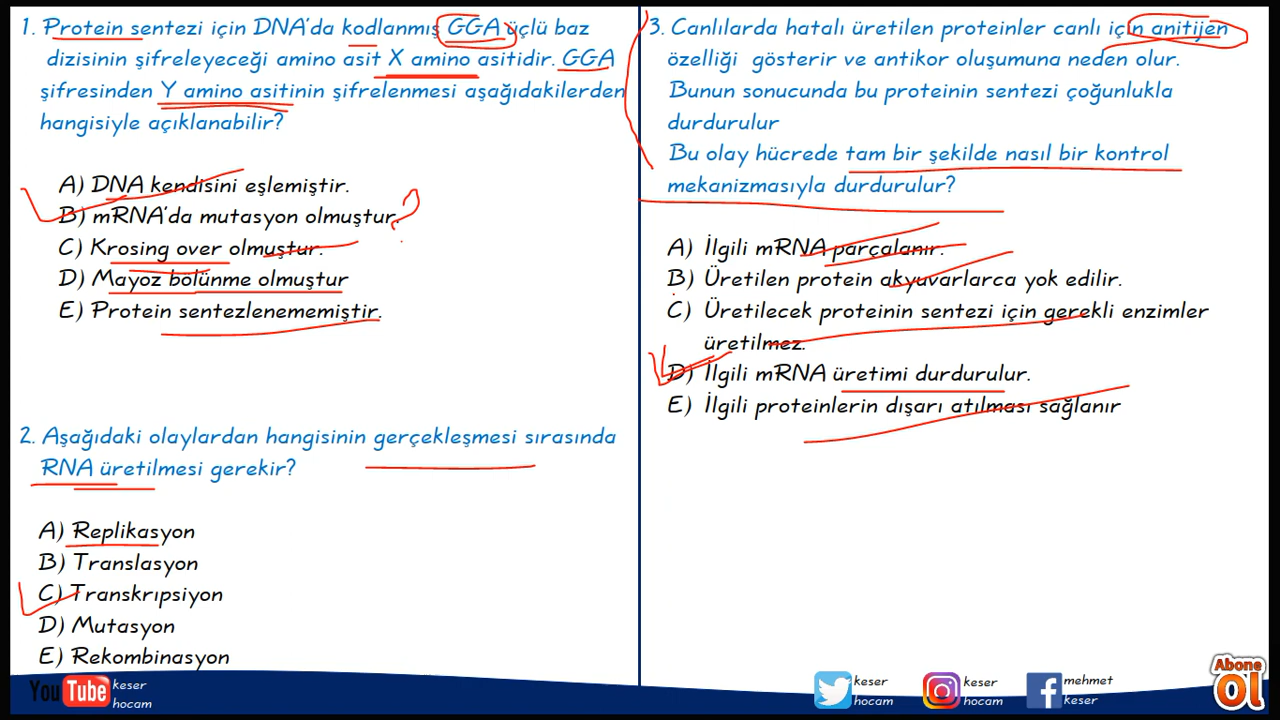 1. Protein sentezi için DNA'da kodlanmış GGA üçlü baz
dizisinin şifreleyeceği amino asit X amino asitidir. GGA
şifresinden Y amino asitinin şifrelenmesi aşağıdakilerden
hangisiyle açıklanabilir?
A) DNA kendisini eşlemiştir.
B) mRNA'da mutasyon olmuştur.
?
C) Krosing over olmuştur.
D) Mayoz bölünme olmuştur
E) Protein sentezlenememiştir.
2. Aşağıdaki olaylardan hangisinin gerçekleşmesi sırasında
RNA üretilmesi gerekir?
A) Replikasyon
B) Translasyon
C) Transkripsiyon
D) Mutasyon
E) Rekombinasyon
3. Canlılarda hatalı üretilen proteinler canlı için anitijen
özelliği gösterir ve antikor oluşumuna neden olur.
Bunun sonucunda bu proteinin sentezi çoğunlukla
durdurulur
Bu olay hücrede tam bir şekilde nasıl bir kontrol
mekanizmasıyla durdurulur?
A) İlgili mRNA parçalanır.
B) Üretilen protein akyuvarlarca yok edilir.
C) Üretilecek proteinin sentezi için gerekli enzimler
üretilmez.
D) İlgili mRNA üretimi durdurulur.
E) İlgili proteinlerin dışarı atılması sağlanır
YouTube
keser
hocam
keser
hocam
keser
hocam
mehmet
keser
Abone
OL